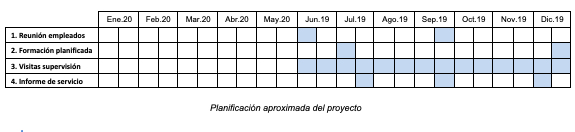 Ene.20 Feb.20 Mar.20 Abr.20 May.20 Jun.19 Jul.19 Ago.19 Sep.19 Oct.19 Nov.19 Dic.19
1. Reunión empleados
2. Formación planificada
3. Visitas supervisión
4. Informe de servicio
Planificación aproximada del proyecto